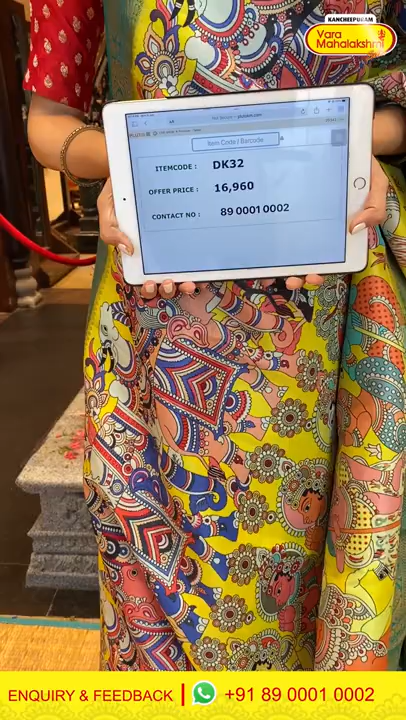 KANCHEEPURAM
Vara
Mahalakshmi
Item Code / Barcode
ITEMCODE : DK32
OFFER PRICE : 16,960
CONTACT NO : 89 0001 0002
ENQUIRY & FEEDBACK | +91 89 0001 0002